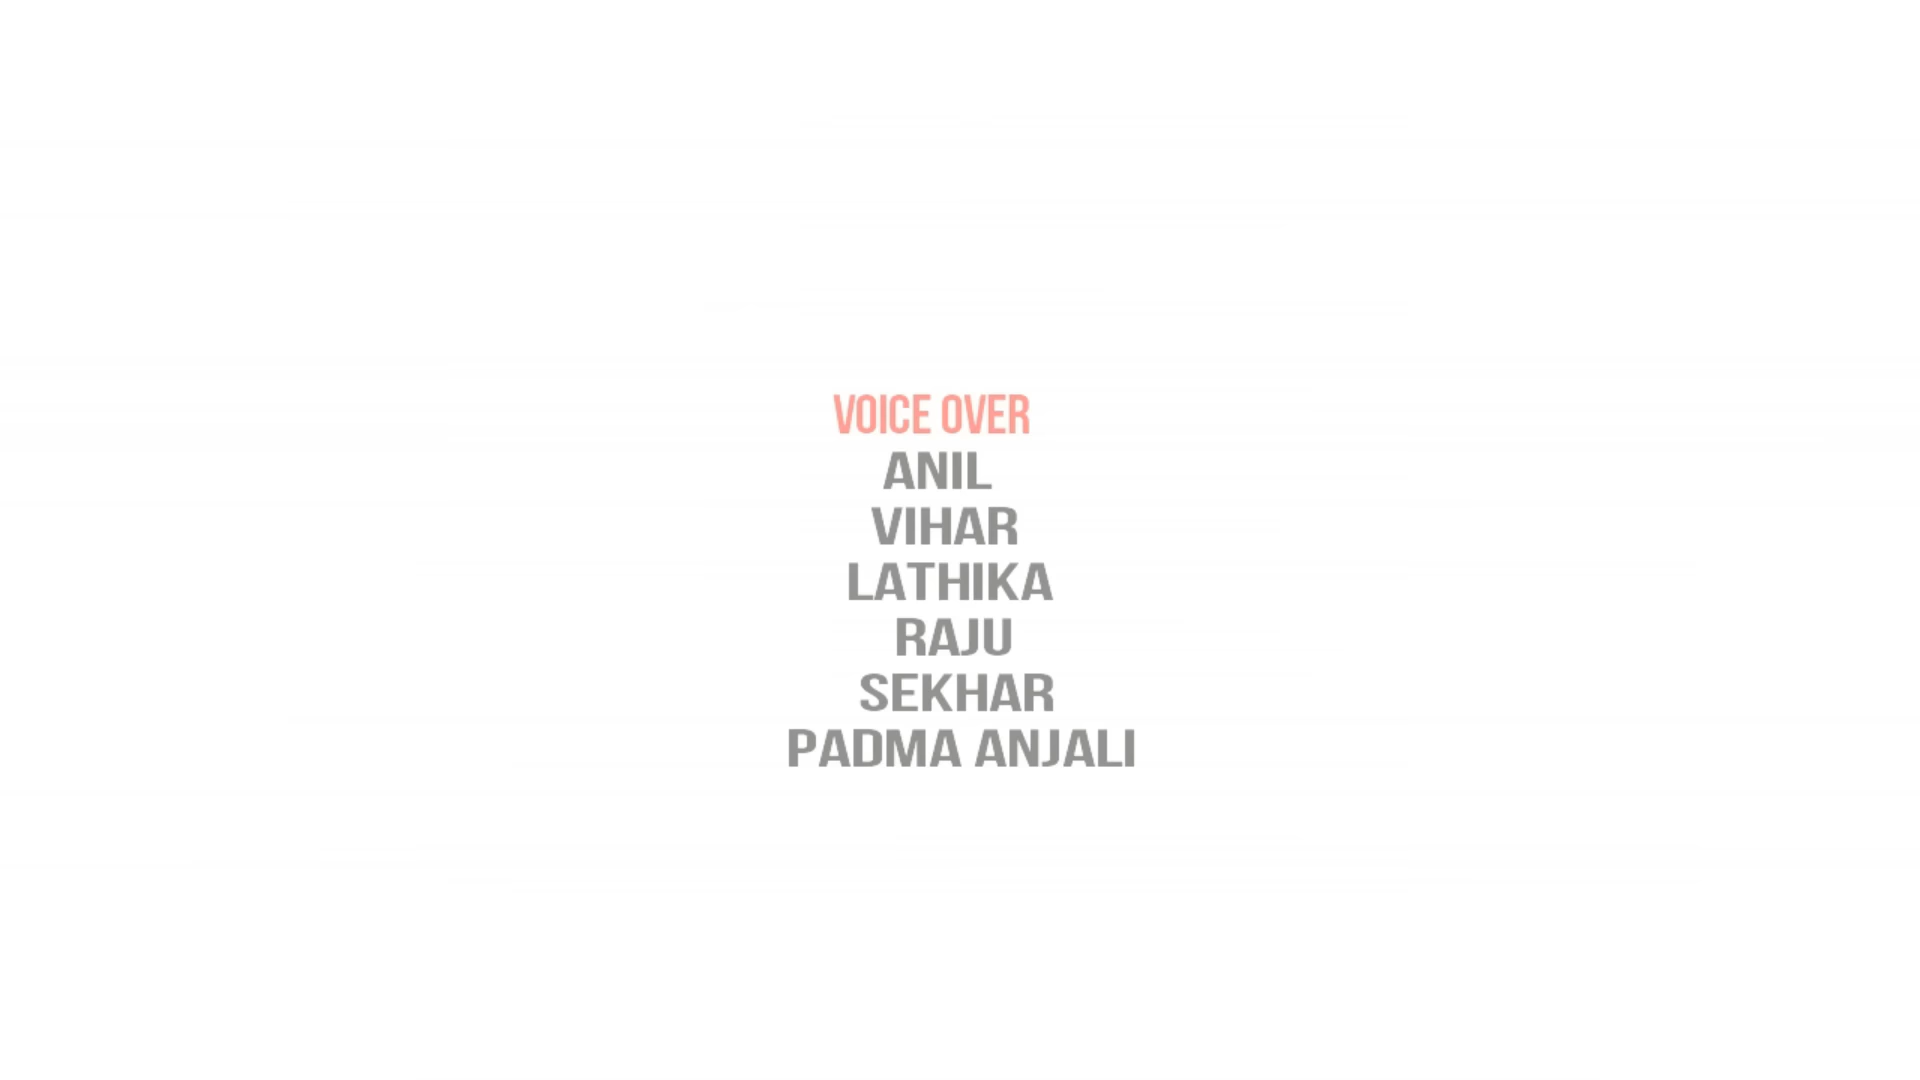 VOICE OVER
ANIL
VIHAR
LATHIKA
RAJU
SEKHAR
PADMA ANJALI